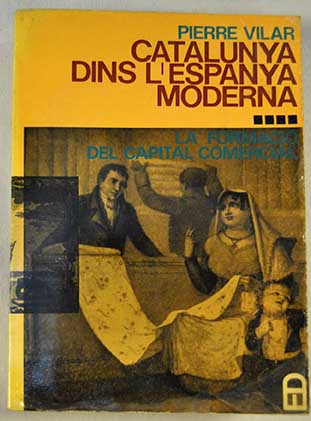 PIERRE VILAR
CATALUNYA
DINS L'ESPANYA
MODERNA
LA FORMACIÓ
DEL CAPITAL COMERCIAL